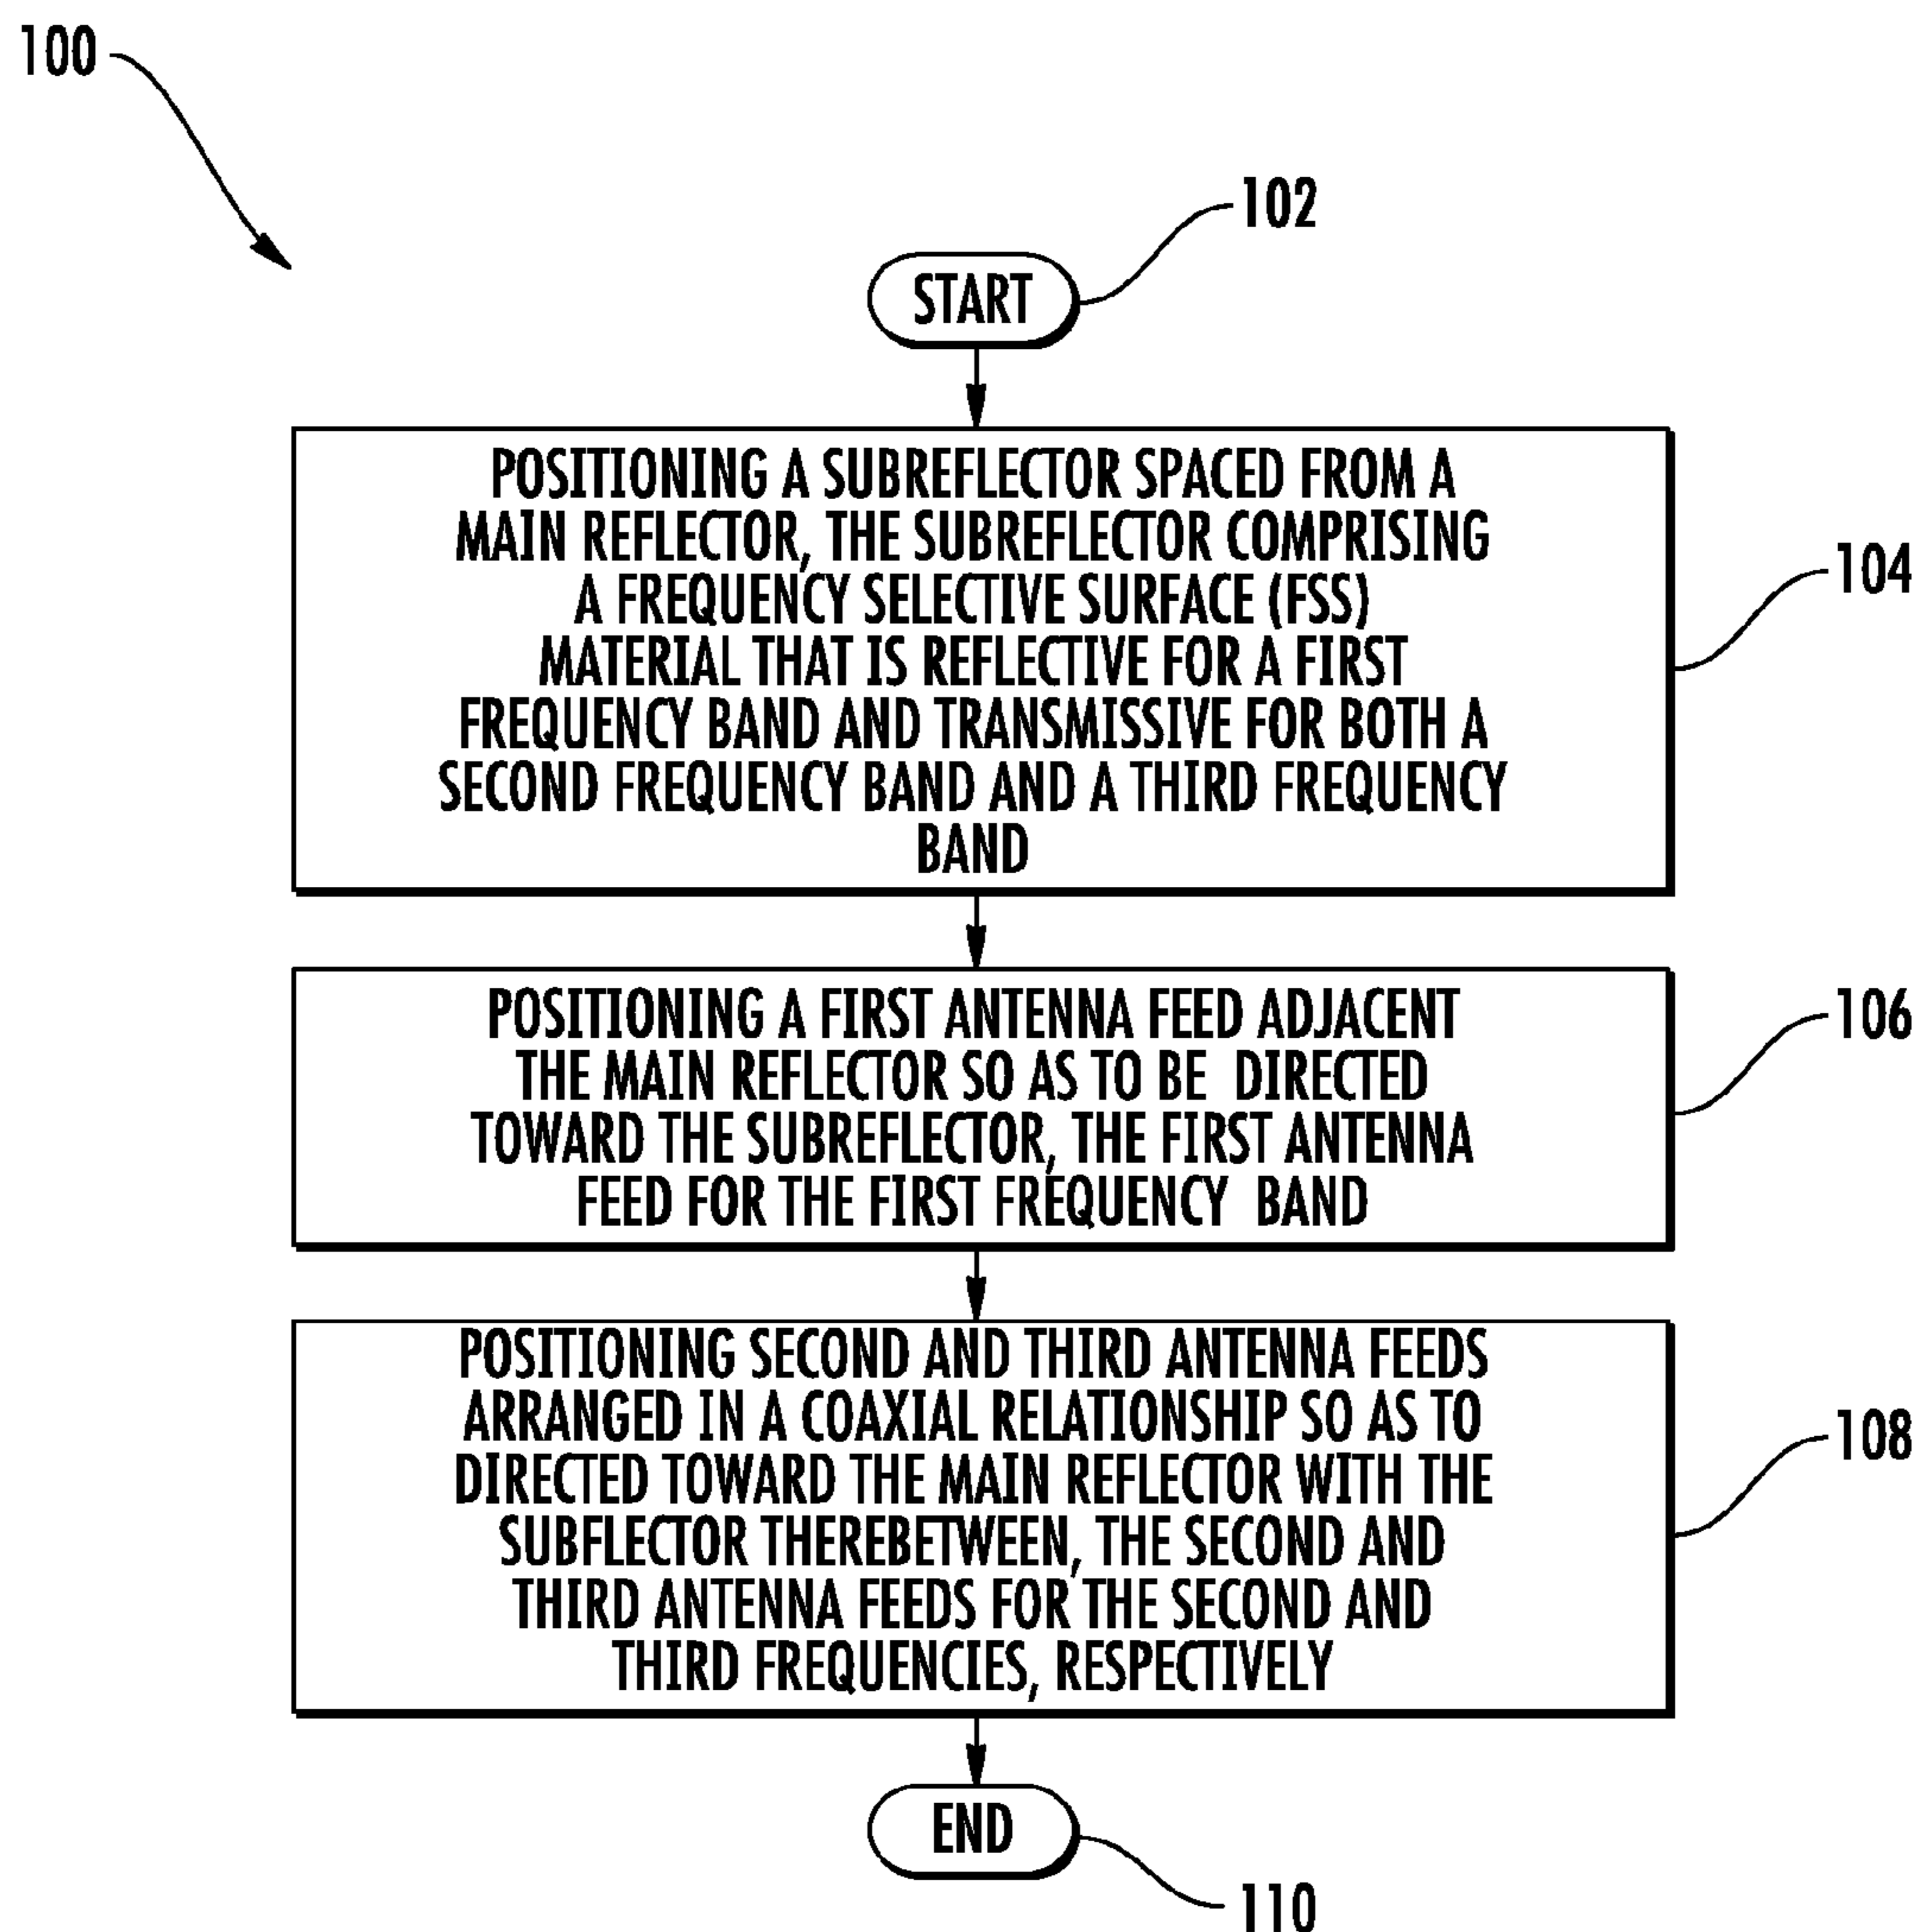 100
102
START
POSITIONING A SUBREFLECTOR SPACED FROM A
MAIN REFLECTOR, THE SUBREFLECTOR COMPRISING
A FREQUENCY SELECTIVE SURFACE (FSS)
MATERIAL THAT IS REFLECTIVE FOR A FIRST
FREQUENCY BAND AND TRANSMISSIVE FOR BOTH A
SECOND FREQUENCY BAND AND A THIRD FREQUENCY
BAND
104
POSITIONING A FIRST ANTENNA FEED ADJACENT
THE MAIN REFLECTOR SO AS TO BE DIRECTED
TOWARD THE SUBREFLECTOR, THE FIRST ANTENNA
FEED FOR THE FIRST FREQUENCY BAND
106
POSITIONING SECOND AND THIRD ANTENNA FEEDS
ARRANGED IN A COAXIAL RELATIONSHIP SO AS TO
DIRECTED TOWARD THE MAIN REFLECTOR WITH THE
SUBFLECTOR THEREBETWEEN, THE SECOND AND
THIRD ANTENNA FEEDS FOR THE SECOND AND
THIRD FREQUENCIES, RESPECTIVELY
108
END
110